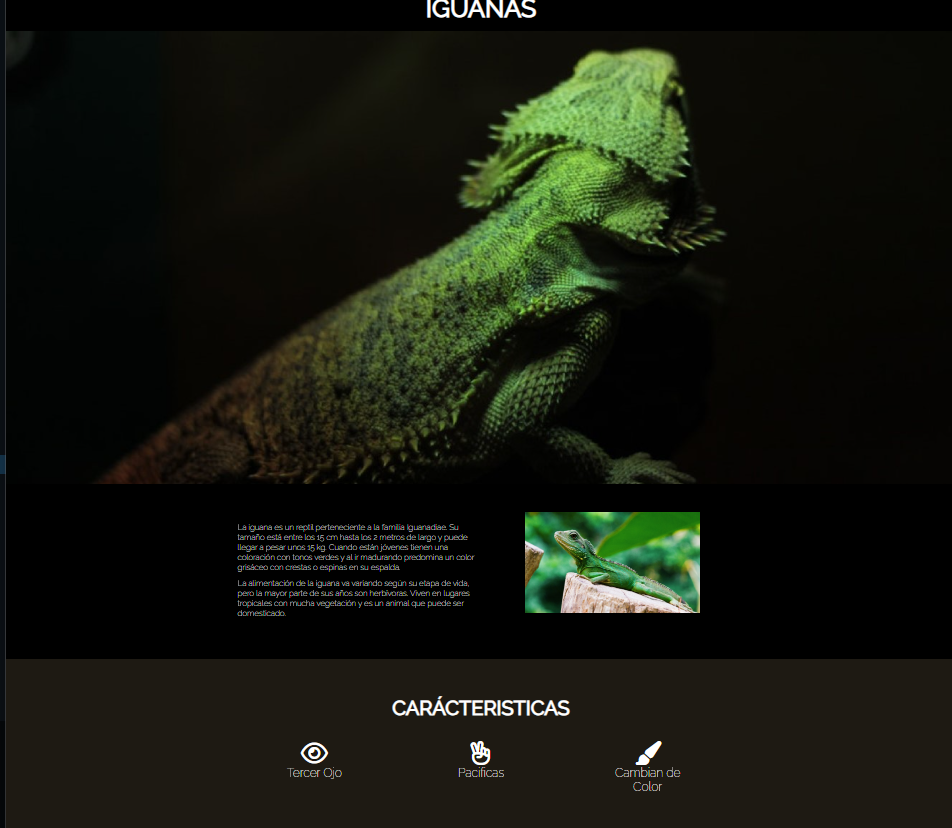 IGUANAS
La iguana es un reptil perteneciente a la familia Iguanadiae. Su
tamaño está entre los 15 cm hasta los 2 metros de largo y puede
llegar a pesar unos 15 kg. Cuando están jóvenes tienen una
coloración con tonos verdes y al ir madurando predomina un color
grisáceo con crestas o espinas en su espalda.
La alimentación de la iguana va variando según su etapa de vida,
pero la mayor parte de sus años son herbívoras. Viven en lugares
tropicales con mucha vegetación y es un animal que puede ser
domesticado.
CARÁCTERISTICAS
Tercer Ojo
Pacificas
Cambian de
Color